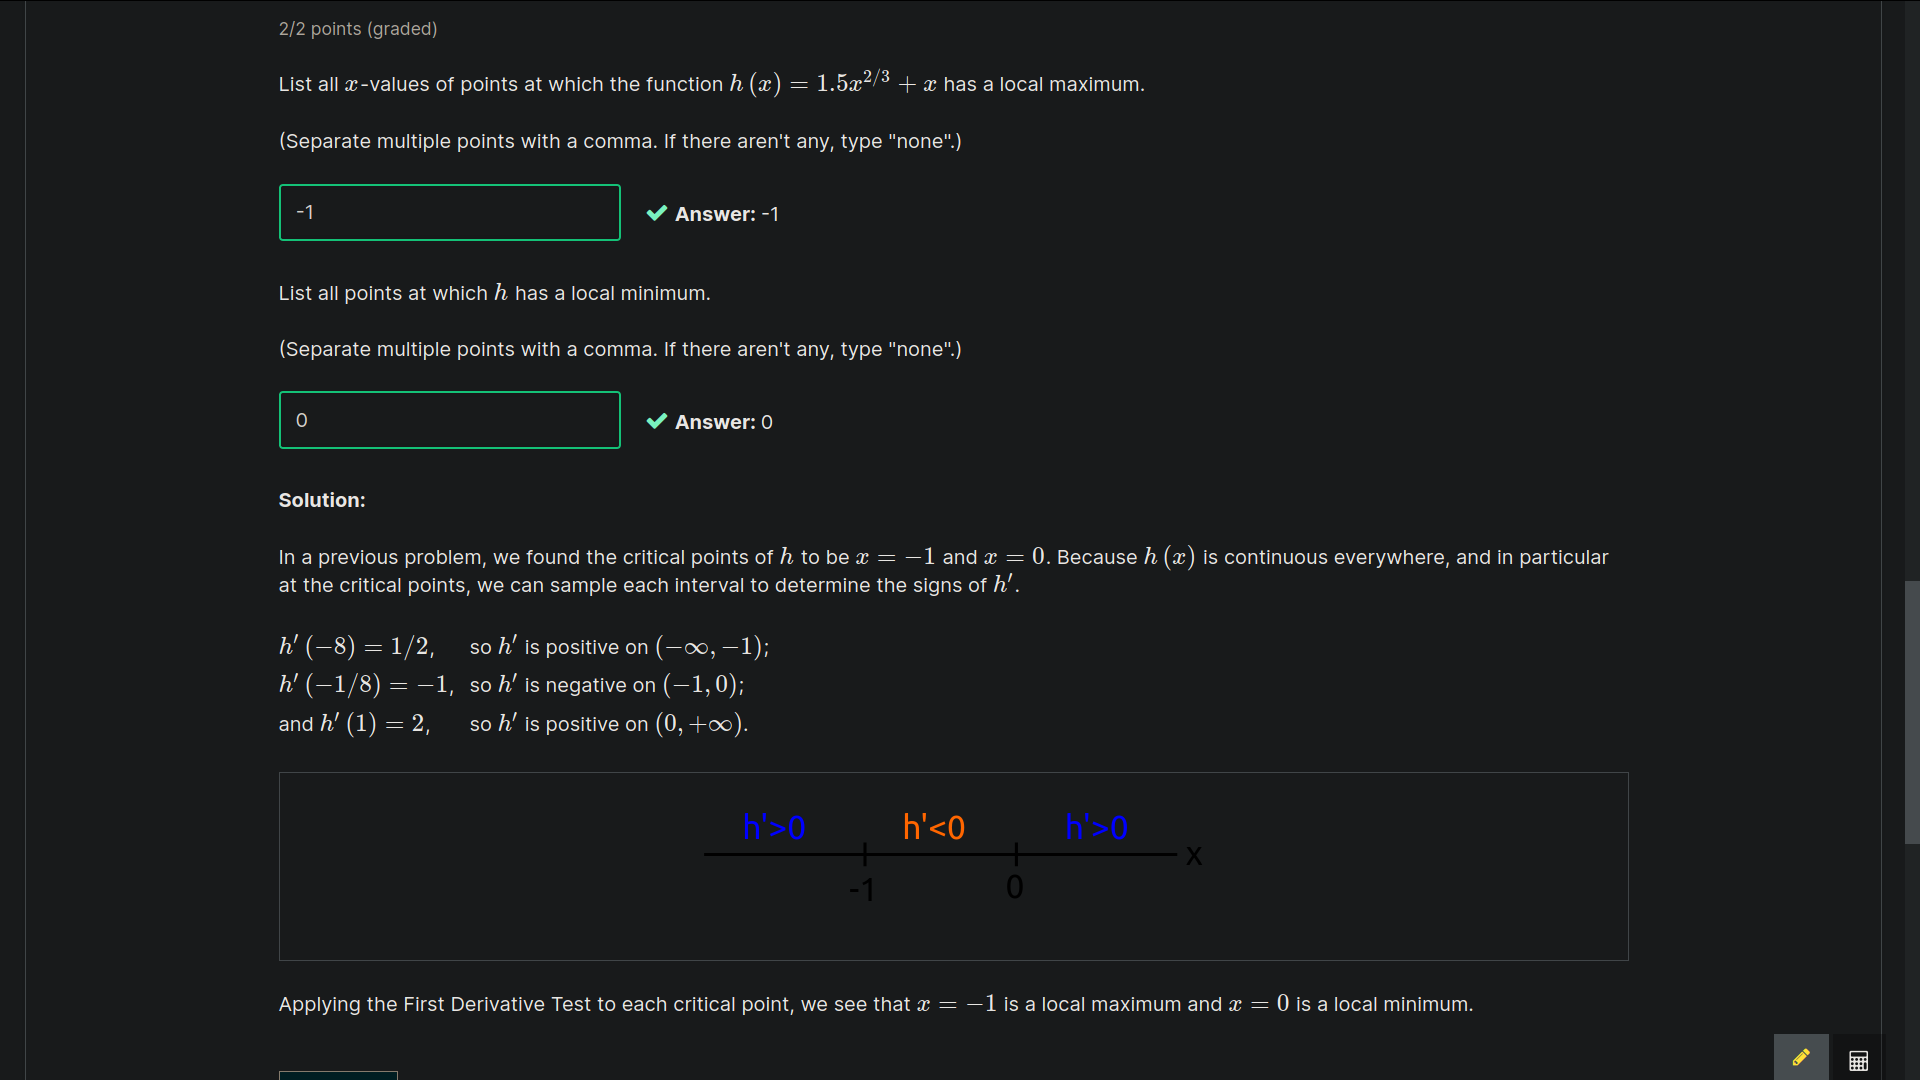 2/2 points (graded)
List all x-values of points at which the function h (x) = 1.5x^{2/3} + x has a local maximum.
(Separate multiple points with a comma. If there aren't any, type "none".)
-1 Answer: -1
List all points at which h has a local minimum.
(Separate multiple points with a comma. If there aren't any, type "none".)
0 Answer: 0
Solution:
In a previous problem, we found the critical points of h to be x = −1 and x = 0. Because h (x) is continuous everywhere, and in particular
at the critical points, we can sample each interval to determine the signs of h′.
h′ (−8) = 1/2, so h′ is positive on (−∞, −1);
h′ (−1/8) = −1, so h′ is negative on (−1, 0);
and h′ (1) = 2, so h′ is positive on (0, +∞).
h'>0 h'<0 h'>0
x
-1 0
Applying the First Derivative Test to each critical point, we see that x = −1 is a local maximum and x = 0 is a local minimum.